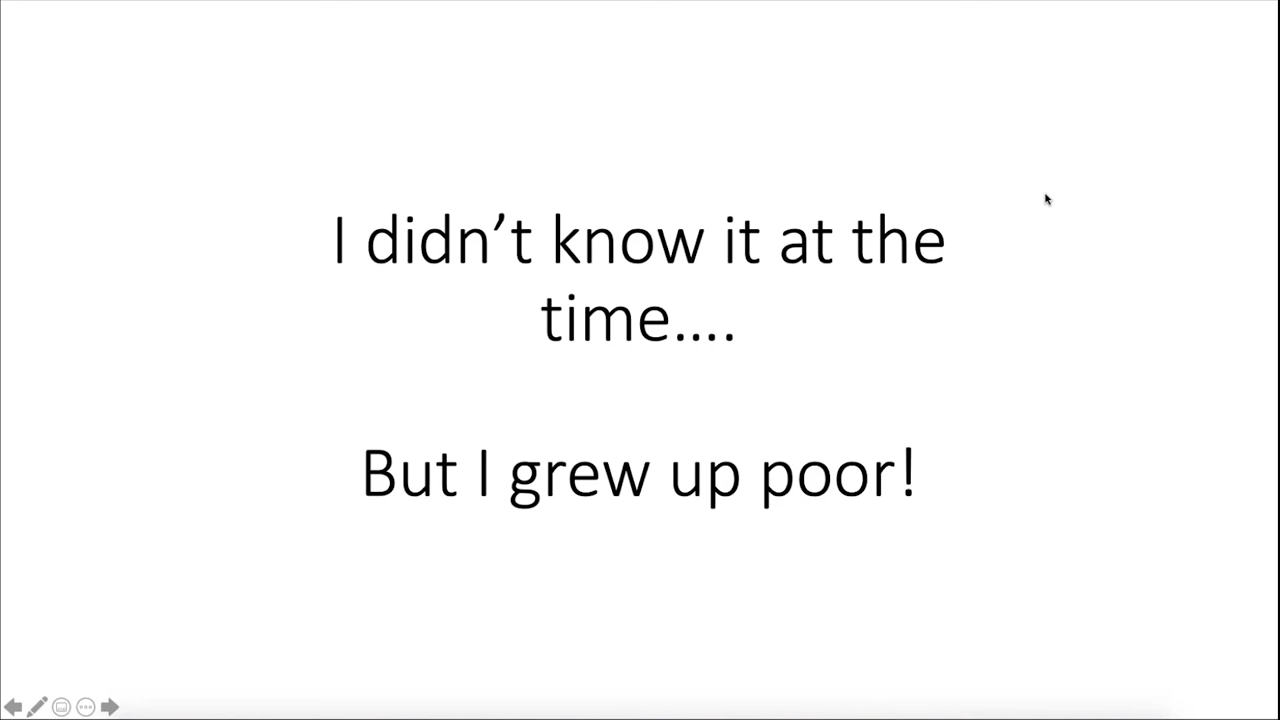 I didn’t know it at the
time….
But I grew up poor!